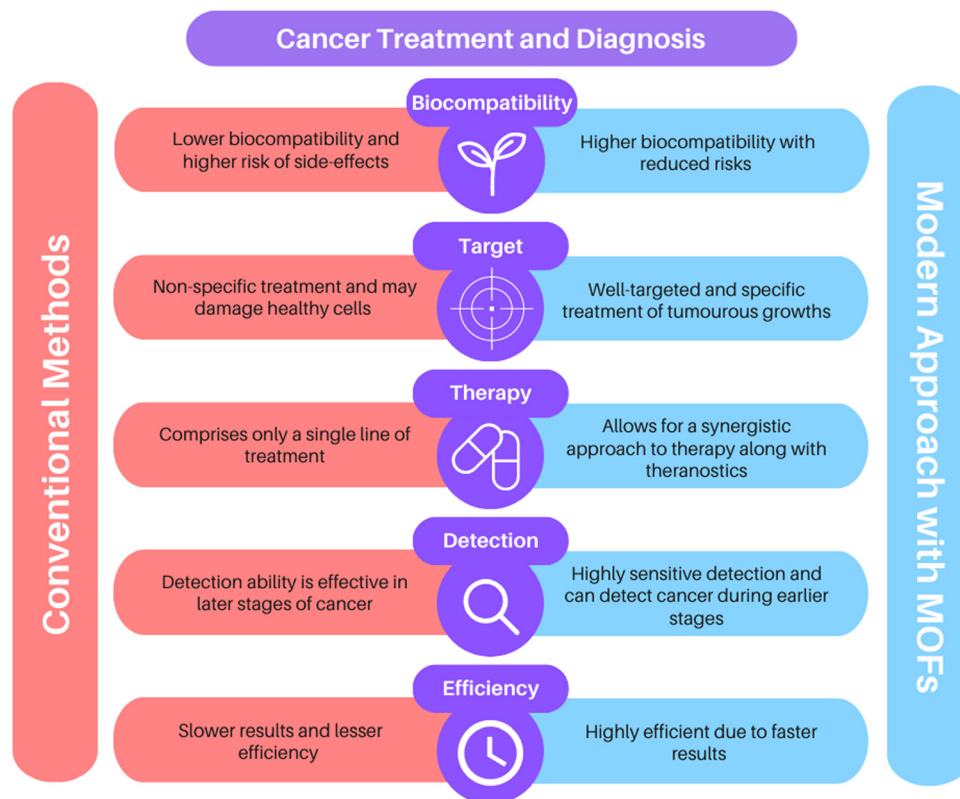 Cancer Treatment and Diagnosis
Conventional Methods
Modern Approach with MOFs
Biocompatibility
Lower biocompatibility and
higher risk of side-effects
Higher biocompatibility with
reduced risks
Target
Non-specific treatment and may
damage healthy cells
Well-targeted and specific
treatment of tumourous growths
Therapy
Comprises only a single line of
treatment
Allows for a synergistic
approach to therapy along with
theranostics
Detection
Detection ability is effective in
later stages of cancer
Highly sensitive detection and
can detect cancer during earlier
stages
Efficiency
Slower results and lesser
efficiency
Highly efficient due to faster
results